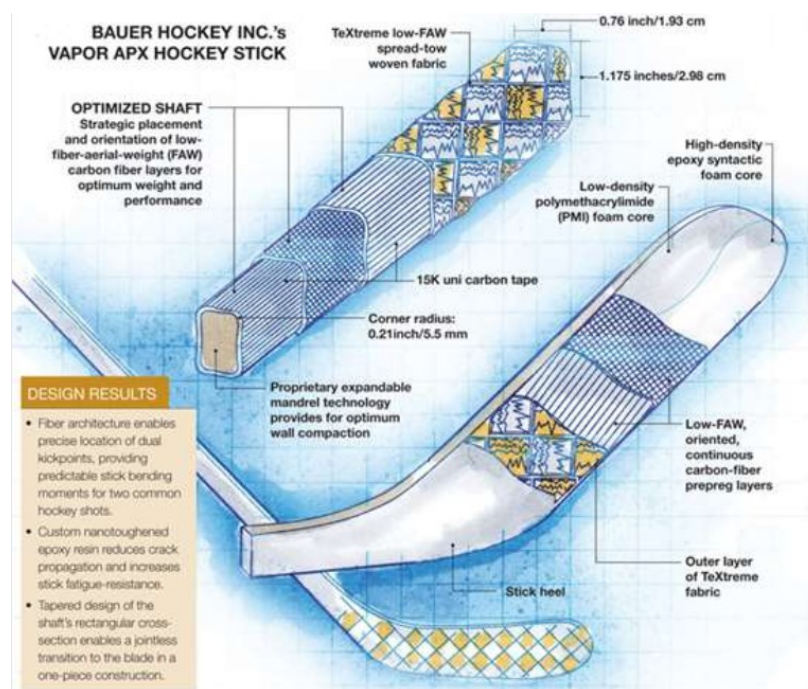 BAUER HOCKEY INC.’s
VAPOR APX HOCKEY STICK
TeXtreme low-FAW
spread-tow
woven fabric
0.76 inch/1.93 cm
1.175 inches/2.98 cm
OPTIMIZED SHAFT
Strategic placement
and orientation of low-
fiber-aerial-weight (FAW)
carbon fiber layers for
optimum weight and
performance
High-density
epoxy syntactic
foam core
Low-density
polymethacrylimide
(PMI) foam core
15K uni carbon tape
Corner radius:
0.21inch/5.5 mm
Proprietary expandable
mandrel technology
provides for optimum
wall compaction
DESIGN RESULTS
• Fiber architecture enables
precise location of dual
kickpoints, providing
predictable stick bending
moments for two common
hockey shots.
• Custom nanotoughened
epoxy resin reduces crack
propagation and increases
stick fatigue-resistance.
• Tapered design of the
shaft’s rectangular cross-
section enables a jointless
transition to the blade in a
one-piece construction.
Low-FAW,
oriented,
continuous
carbon-fiber
prepreg layers
Outer layer
of TeXtreme
fabric
Stick heel